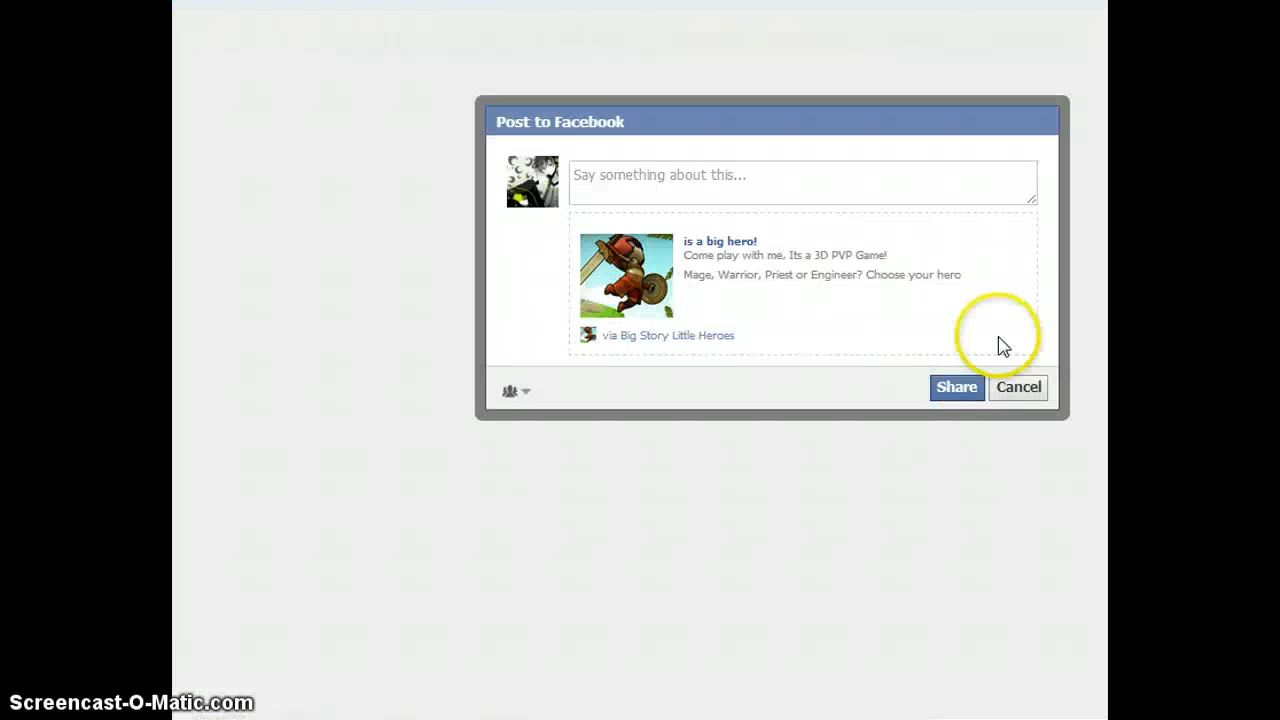 Post to Facebook
Say something about this...
is a big hero!
Come play with me, Its a 3D PVP Game!
Mage, Warrior, Priest or Engineer? Choose your hero
via Big Story Little Heroes
Share Cancel
Screencast-O-Matic.com